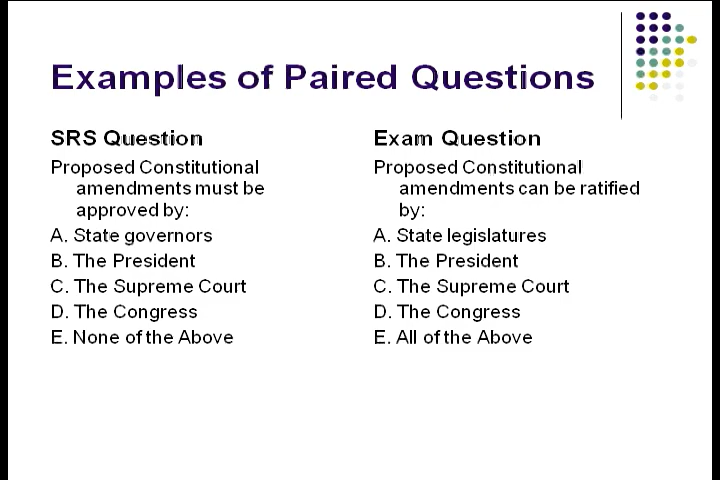 Examples of Paired Questions
SRS Question
Proposed Constitutional
amendments must be
approved by:
A. State governors
B. The President
C. The Supreme Court
D. The Congress
E. None of the Above
Exam Question
Proposed Constitutional
amendments can be ratified
by:
A. State legislatures
B. The President
C. The Supreme Court
D. The Congress
E. All of the Above